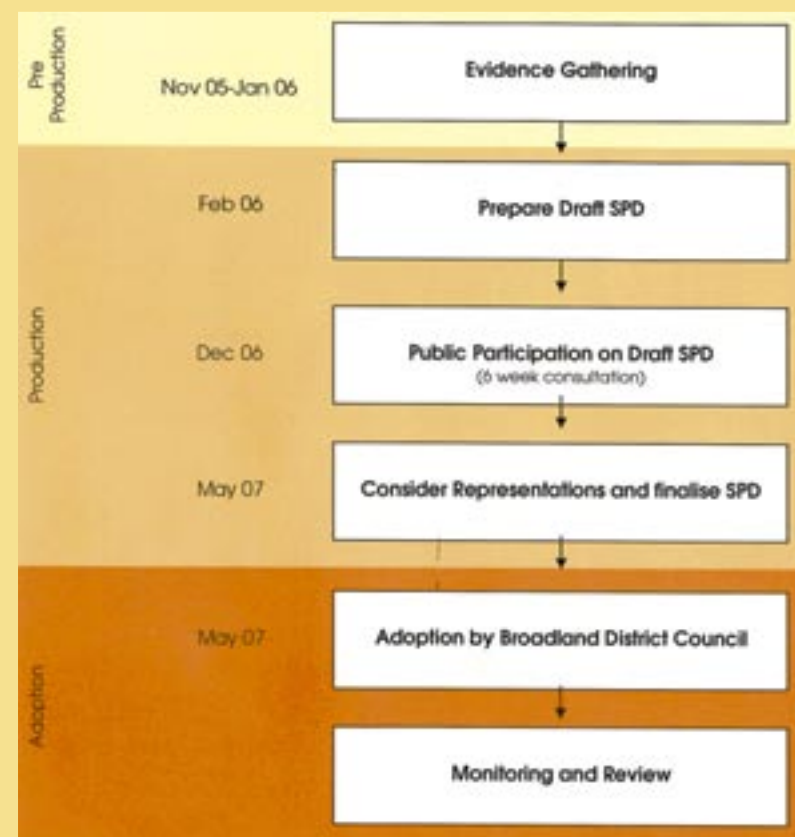 Pre
Production
Nov 05-Jan 06
Evidence Gathering
Production
Feb 06
Prepare Draft SPD
Dec 06
Public Participation on Draft SPD
(6 week consultation)
May 07
Consider Representations and finalise SPD
Adoption
May 07
Adoption by Broadland District Council
Monitoring and Review